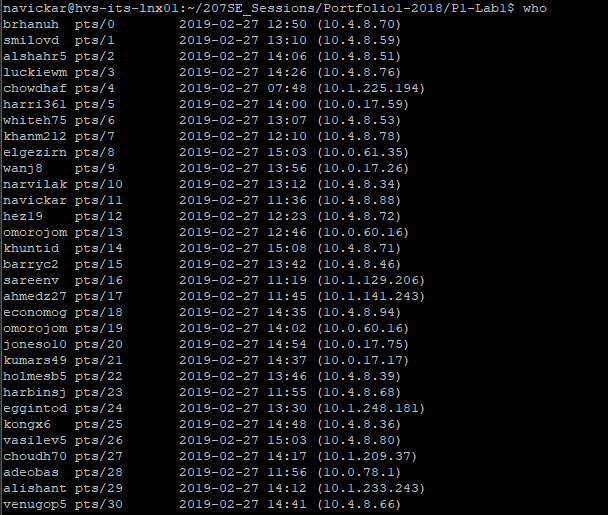 navickar@hvs-its-lnx01:~/207SE_Sessions/Portfolio1-2018/P1-Lab1$ who
brhanuh  pts/0        2019-02-27 12:50 (10.4.8.70)
smilovd  pts/1        2019-02-27 13:10 (10.4.8.59)
alshahr5 pts/2        2019-02-27 14:06 (10.4.8.51)
luckiewm pts/3        2019-02-27 14:26 (10.4.8.76)
chowdhaf pts/4        2019-02-27 07:48 (10.1.225.194)
harri361 pts/5        2019-02-27 14:00 (10.0.17.59)
whiteh75 pts/6        2019-02-27 13:07 (10.4.8.53)
khanm212 pts/7        2019-02-27 12:10 (10.4.8.78)
elgezirn pts/8        2019-02-27 15:03 (10.0.61.35)
wanj8    pts/9        2019-02-27 13:56 (10.0.17.26)
narvilak pts/10       2019-02-27 13:12 (10.4.8.34)
navickar pts/11       2019-02-27 11:36 (10.4.8.88)
hez19    pts/12       2019-02-27 12:23 (10.4.8.72)
omorojom pts/13       2019-02-27 12:46 (10.0.60.16)
khuntid  pts/14       2019-02-27 15:08 (10.4.8.71)
barryc2  pts/15       2019-02-27 13:42 (10.4.8.46)
sareenv  pts/16       2019-02-27 11:19 (10.1.129.206)
ahmedz27 pts/17       2019-02-27 11:45 (10.1.141.243)
economog pts/18       2019-02-27 14:35 (10.4.8.94)
omorojom pts/19       2019-02-27 14:02 (10.0.60.16)
joneso10 pts/20       2019-02-27 14:54 (10.0.17.75)
kumars49 pts/21       2019-02-27 14:37 (10.0.17.17)
holmesb5 pts/22       2019-02-27 13:46 (10.4.8.39)
harbinsj pts/23       2019-02-27 11:55 (10.4.8.68)
eggintod pts/24       2019-02-27 13:30 (10.1.248.181)
kongx6   pts/25       2019-02-27 14:48 (10.4.8.36)
vasilev5 pts/26       2019-02-27 15:03 (10.4.8.80)
choudh70 pts/27       2019-02-27 14:17 (10.1.209.37)
adeobas  pts/28       2019-02-27 11:56 (10.0.78.1)
alishant pts/29       2019-02-27 14:12 (10.1.233.243)
venugop5 pts/30       2019-02-27 14:41 (10.4.8.66)